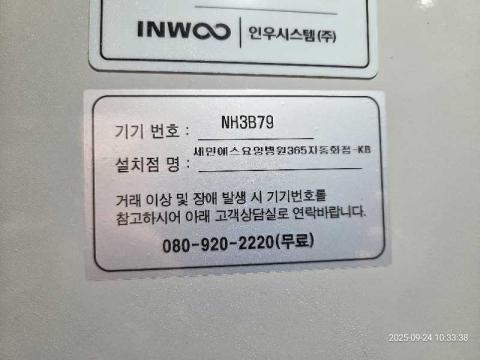 INWOO 인우시스템(주)
기기 번호 : NH3B79
설치점 명 : 세민에스요양병원365자동화점-KB
거래 이상 및 장애 발생 시 기기번호를
참고하시어 아래 고객상담실로 연락바랍니다.
080-920-2220(무료)
2025-09-24 10:33:38